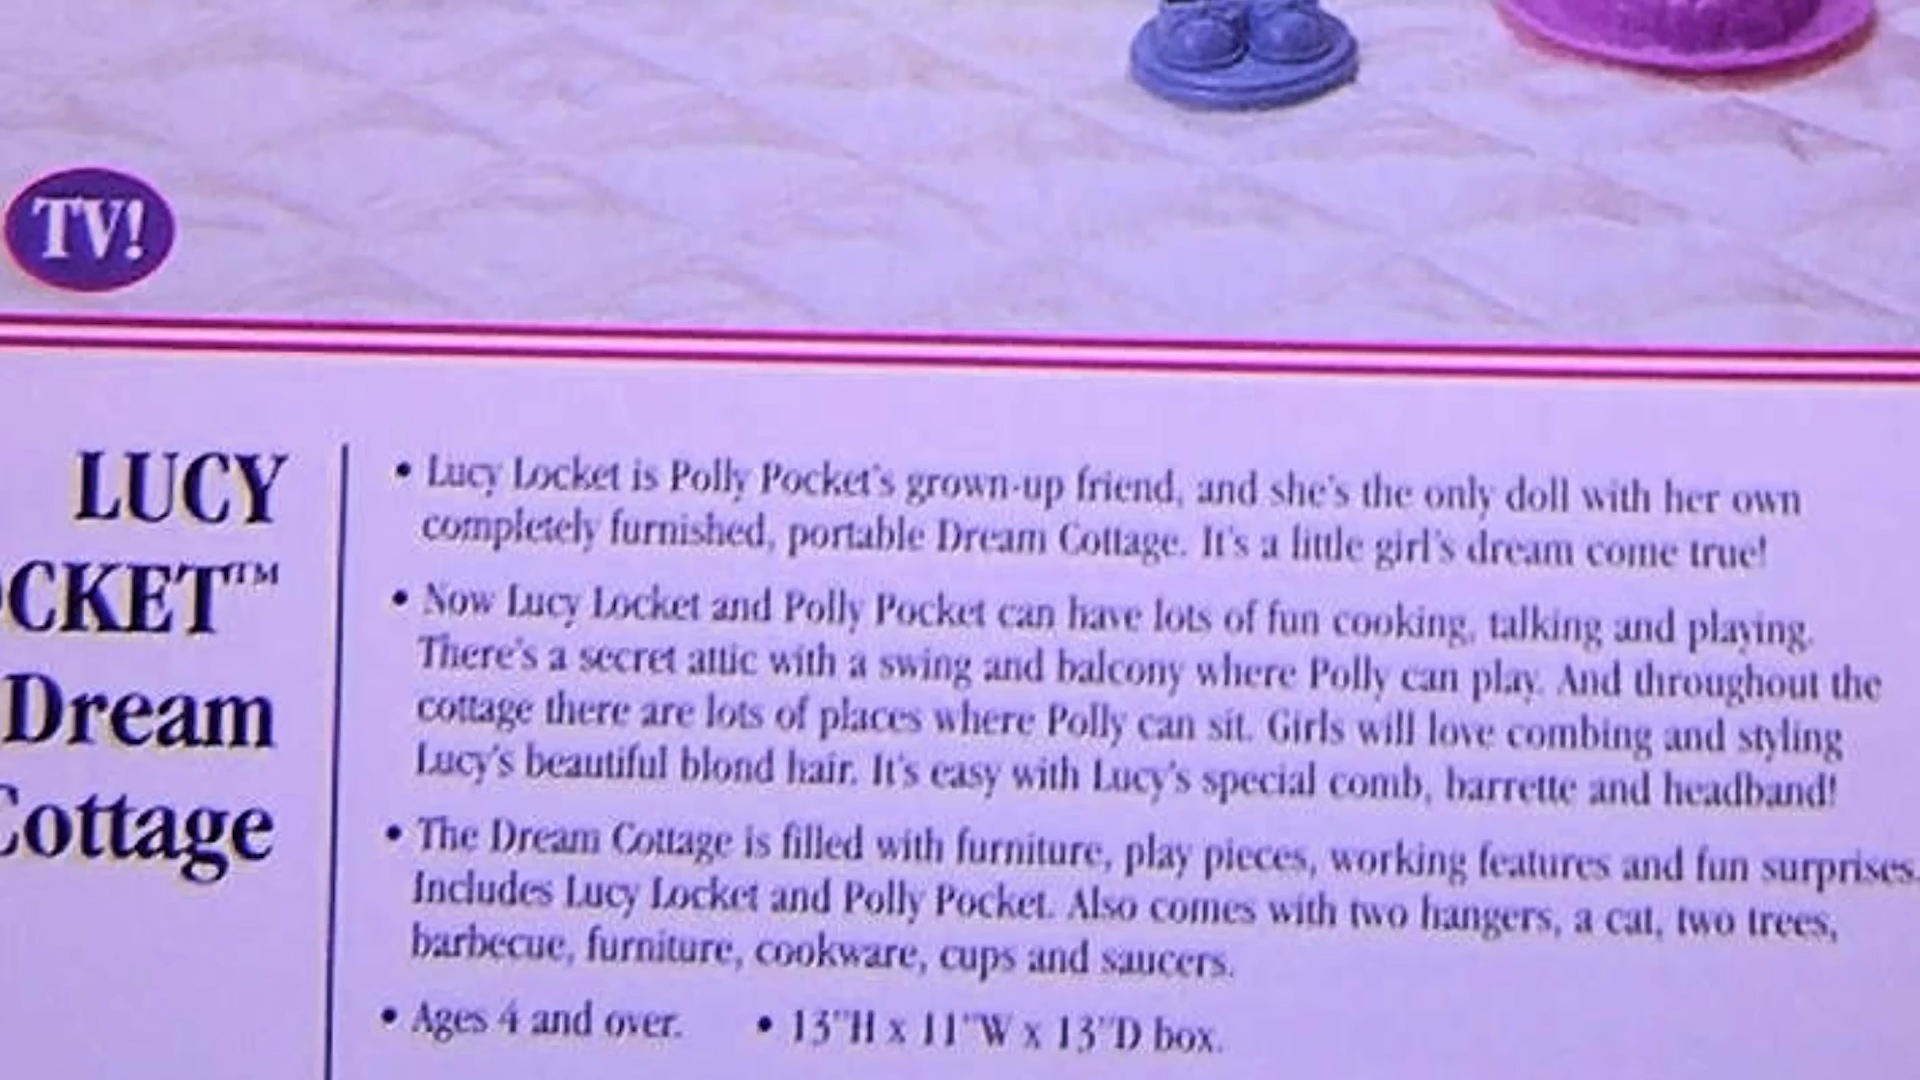 TV!
LUCY
OCKET™
Dream
Cottage
• Lucy Locket is Polly Pocket's grown-up friend, and she's the only doll with her own
completely furnished, portable Dream Cottage. It's a little girl's dream come true!
• Now Lucy Locket and Polly Pocket can have lots of fun cooking, talking and playing.
There's a secret attic with a swing and balcony where Polly can play. And throughout the
cottage there are lots of places where Polly can sit. Girls will love combing and styling
Lucy's beautiful blond hair. It's easy with Lucy's special comb, barrette and headband!
• The Dream Cottage is filled with furniture, play pieces, working features and fun surprises.
Includes Lucy Locket and Polly Pocket. Also comes with two hangers, a cat, two trees,
barbecue, furniture, cookware, cups and saucers.
• Ages 4 and over. • 13"H x 11"W x 13"D box.